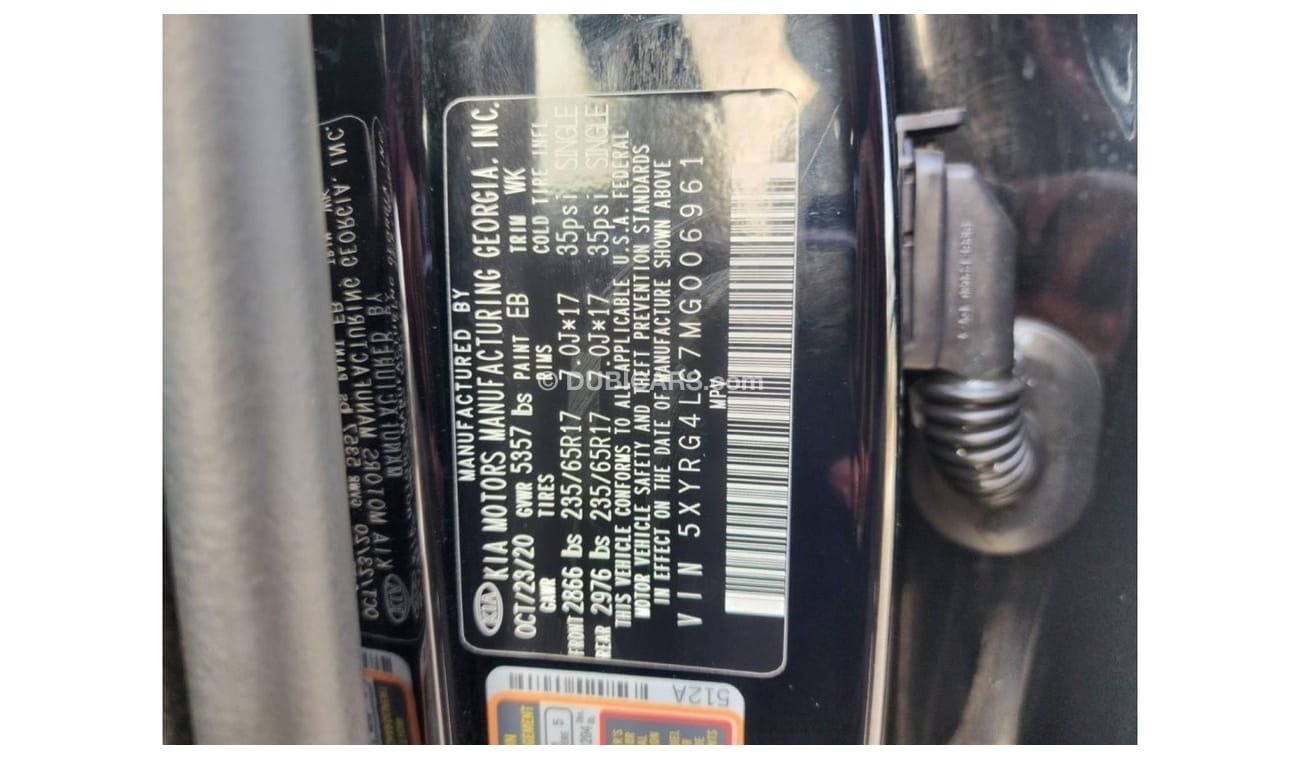 MANUFACTURED BY
KIA KIA MOTORS MANUFACTURING GEORGIA, INC.
OCT/23/20 GVWR 5357 lbs PAINT EB TRIM WK
GAWR TIRES RIMS COLD TIRE INFL
FRONT 2866 lbs 235/65R17 7.0J*17 35psi SINGLE
REAR 2976 lbs 235/65R17 7.0J*17 35psi SINGLE
THIS VEHICLE CONFORMS TO ALL APPLICABLE U.S.A. FEDERAL
MOTOR VEHICLE SAFETY AND THEFT PREVENTION STANDARDS
IN EFFECT ON THE DATE OF MANUFACTURE SHOWN ABOVE
VIN 5XYRG4LC7MG006961
MPV
© DUBICARS.com
512A